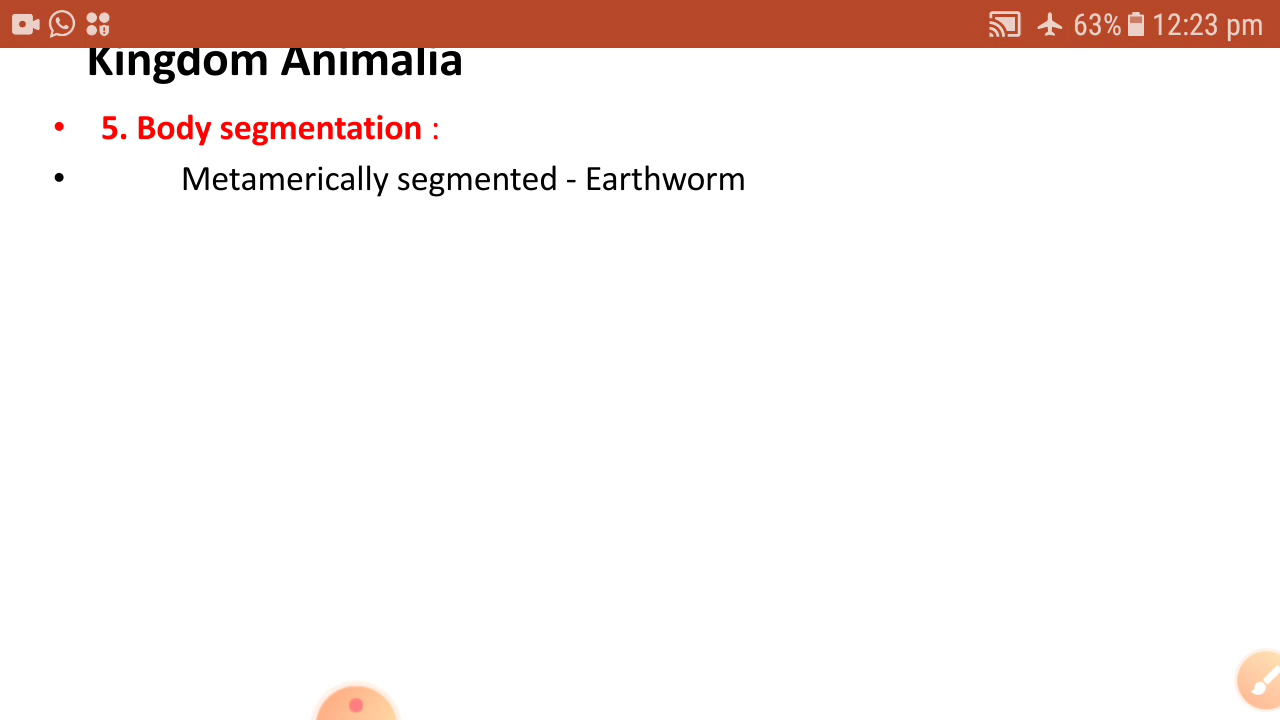 63% 12:23 pm
Kingdom Animalia
• 5. Body segmentation :
• Metamerically segmented - Earthworm